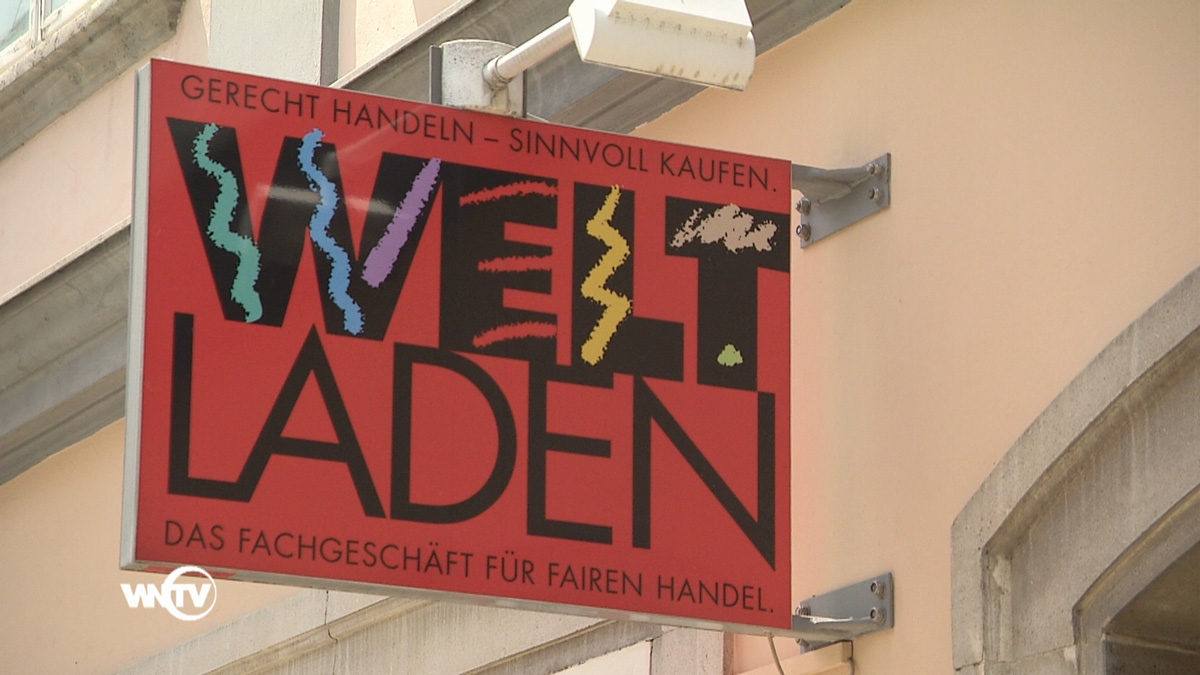 GERECHT HANDELN – SINNVOLL KAUFEN.
WELT
LADEN
DAS FACHGESCHÄFT FÜR FAIREN HANDEL.
WNTV